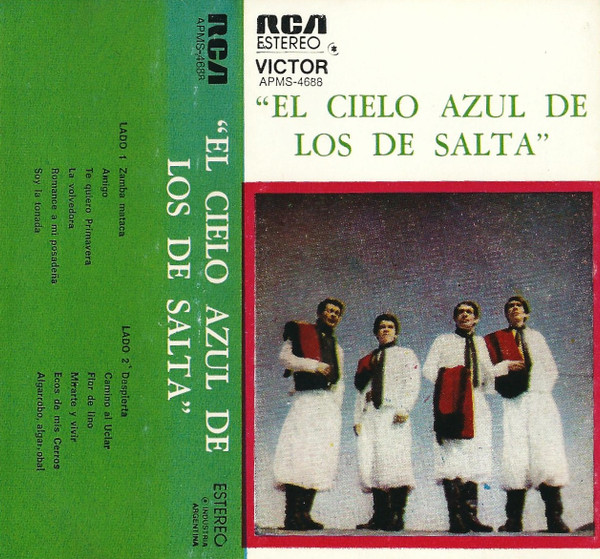 LADO 1 Zamba mataca
Amigo
Te quiero Primavera
La volvedora
Romance a mi posadeña
Soy la tonada
LADO 2 Despierta
Camino al Uclar
Flor de lino
Mirarte y vivir
Ecos de mis Cerros
Algarrobo algarrobal
RCA
APMS-4688
"EL CIELO AZUL DE
LOS DE SALTA"
ESTEREO
INDUSTRIA
ARGENTINA
RCA
ESTEREO
VICTOR
APMS-4688
"EL CIELO AZUL DE
LOS DE SALTA"